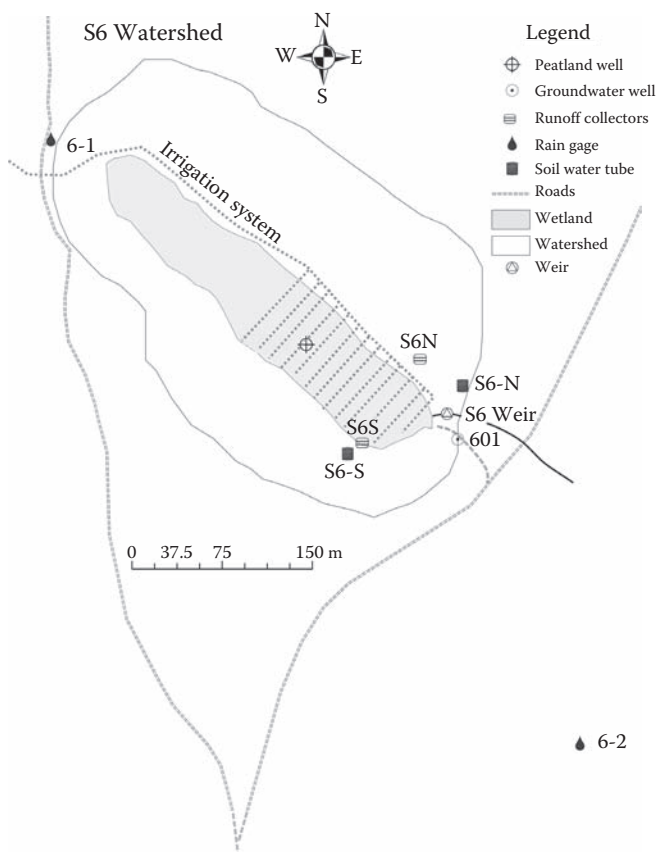 S6 Watershed
N
W E
S
Legend
Peatland well
Groundwater well
Runoff collectors
Rain gage
Soil water tube
Roads
Wetland
Watershed
Weir
6-1
Irrigation system
S6N
S6-N
S6 Weir
601
S6S
S6-S
0 37.5 75 150 m
6-2